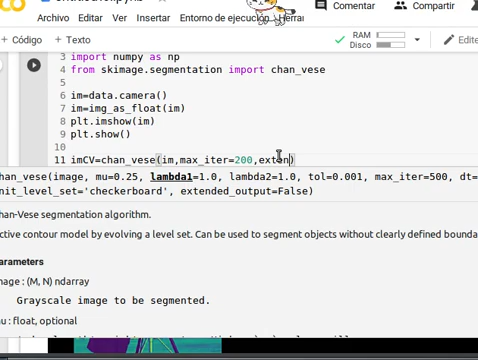 Comentar
Compartir
Archivo Editar Ver Insertar Entorno de ejecución
+ Código + Texto
RAM
Disco
3 import numpy as np
4 from skimage.segmentation import chan_vese
5
6 im=data.camera()
7 im=img_as_float(im)
8 plt.imshow(im)
9 plt.show()
10
11 imCV=chan_vese(im,max_iter=200,exten)
han_vese(image, mu=0.25, lambda1=1.0, lambda2=1.0, tol=0.001, max_iter=500, dt=
nit_level_set='checkerboard', extended_output=False)
han-Vese segmentation algorithm.
ctive contour model by evolving a level set. Can be used to segment objects without clearly defined bounda
arameters
mage : (M, N) ndarray
Grayscale image to be segmented.
mu : float, optional